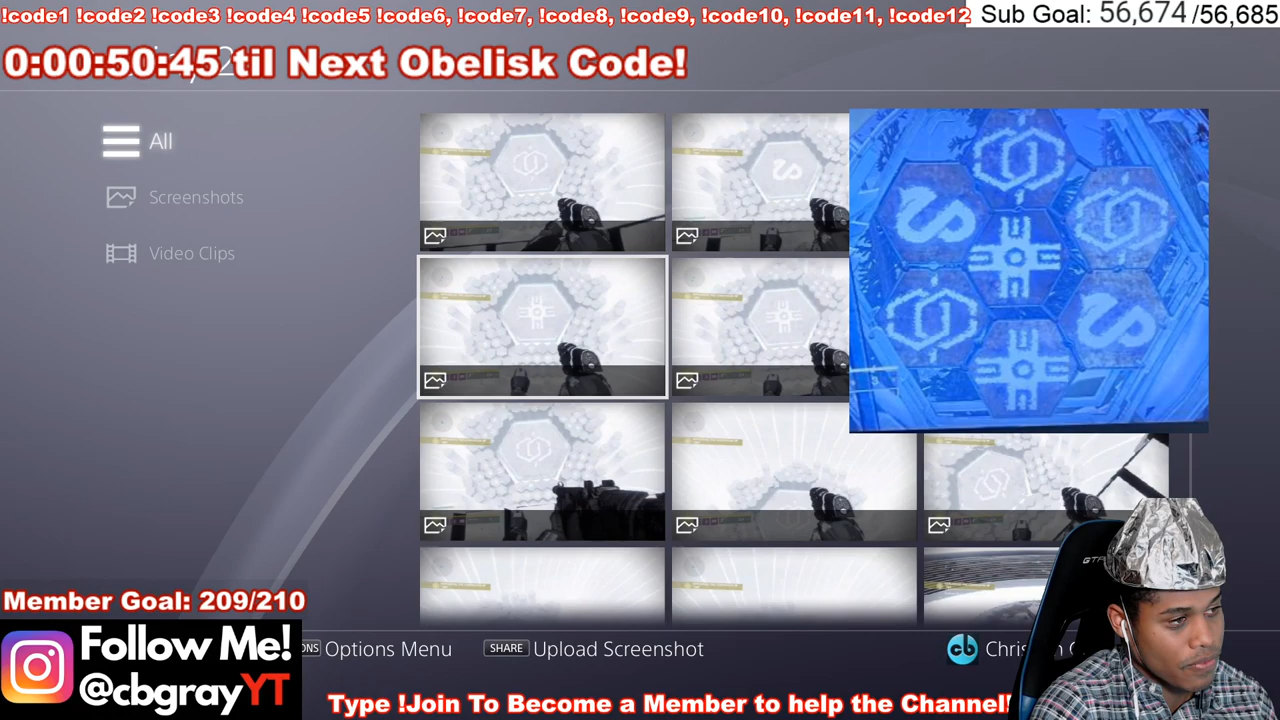 !code1 !code2 !code3 !code4 !code5 !code6, !code7, !code8, !code9, !code10, !code11, !code12
Sub Goal: 56,674 /56,685
0:00:50:45 til Next Obelisk Code!
All
Screenshots
Video Clips
Member Goal: 209/210
Follow Me!
@cbgrayYT
Options Menu
SHARE Upload Screenshot
cb
Type !Join To Become a Member to help the Channel!